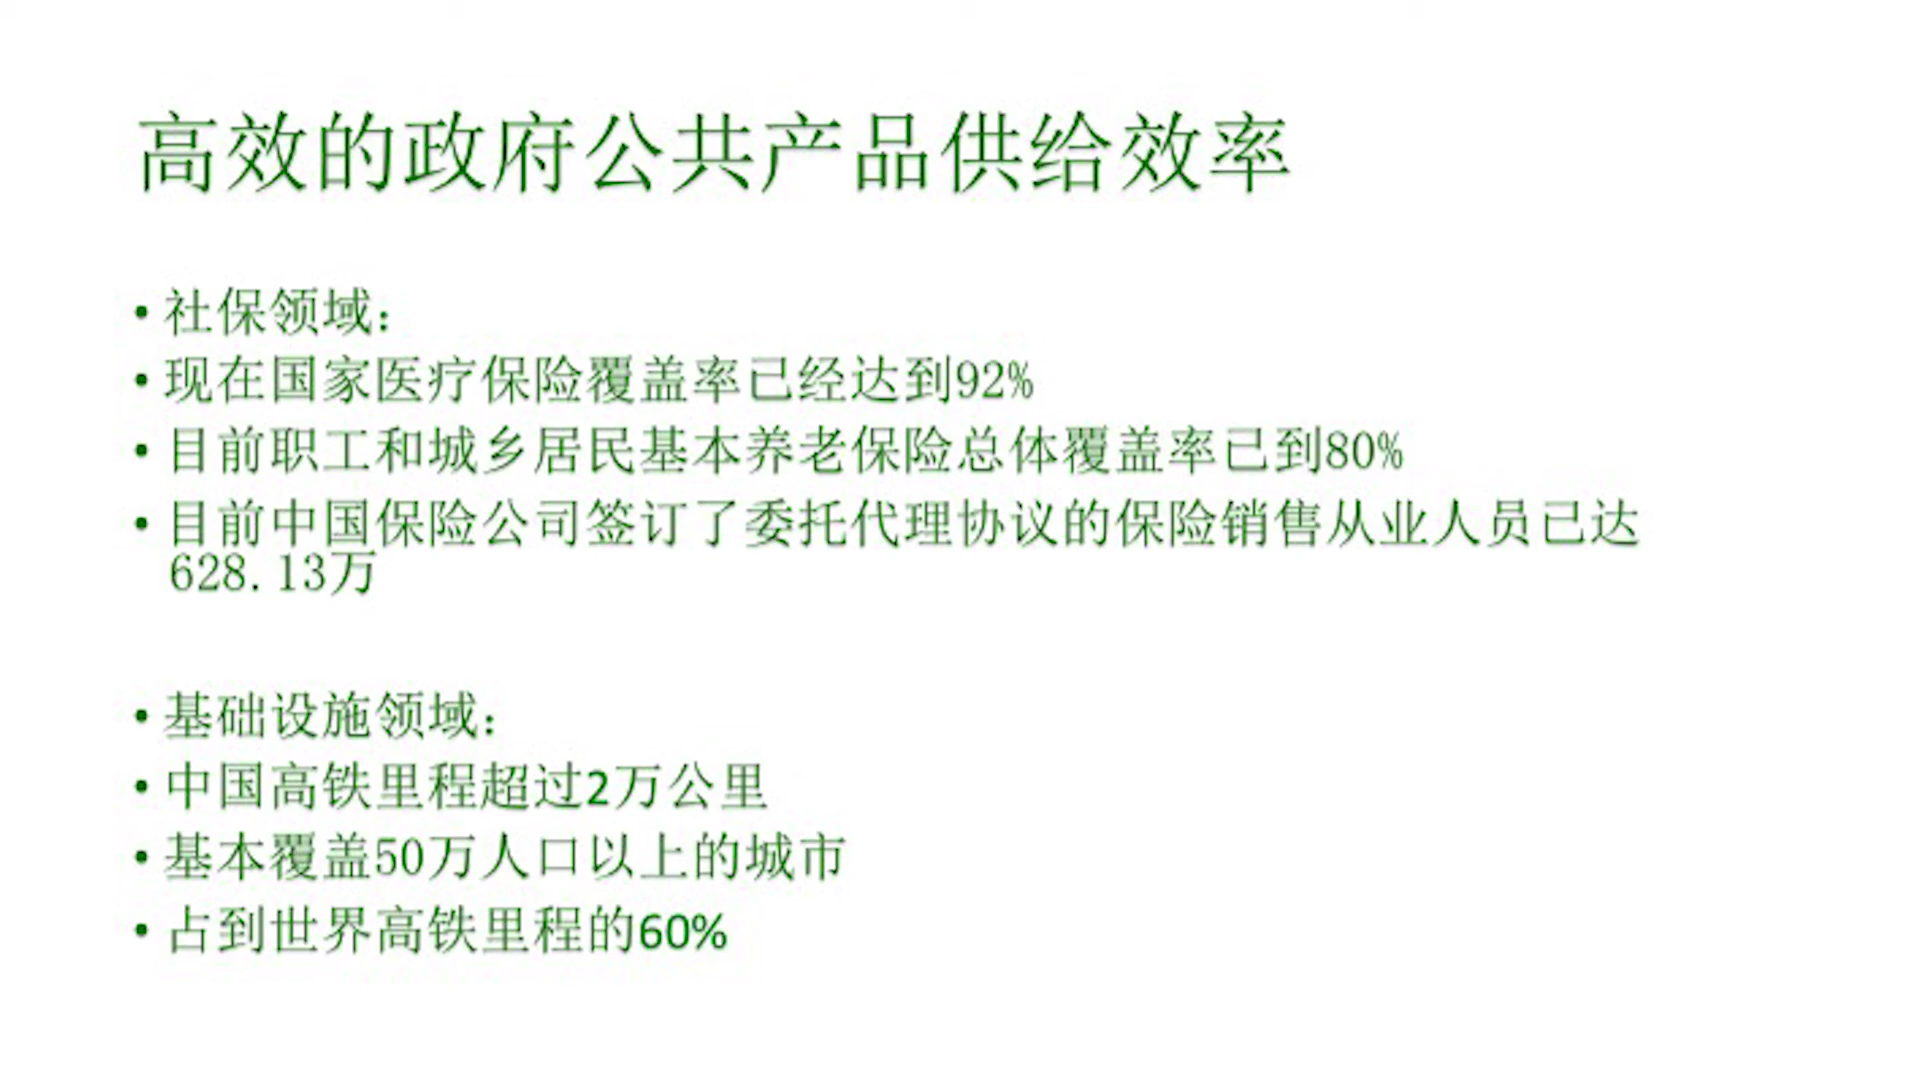 高效的政府公共产品供给效率
• 社保领域：
• 现在国家医疗保险覆盖率已经达到92%
• 目前职工和城乡居民基本养老保险总体覆盖率已到80%
• 目前中国保险公司签订了委托代理协议的保险销售从业人员已达
628.13万
• 基础设施领域：
• 中国高铁里程超过2万公里
• 基本覆盖50万人口以上的城市
• 占到世界高铁里程的60%